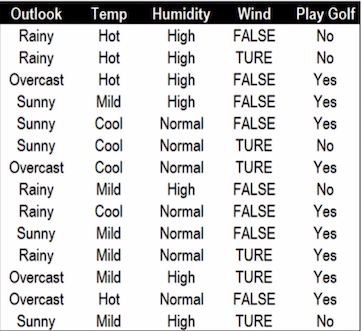 Outlook Temp Humidity Wind Play Golf
Rainy Hot High FALSE No
Rainy Hot High TURE No
Overcast Hot High FALSE Yes
Sunny Mild High FALSE Yes
Sunny Cool Normal FALSE Yes
Sunny Cool Normal TURE No
Overcast Cool Normal TURE Yes
Rainy Mild High FALSE No
Rainy Cool Normal FALSE Yes
Sunny Mild Normal FALSE Yes
Rainy Mild Normal TURE Yes
Overcast Mild High TURE Yes
Overcast Hot Normal FALSE Yes
Sunny Mild High TURE No